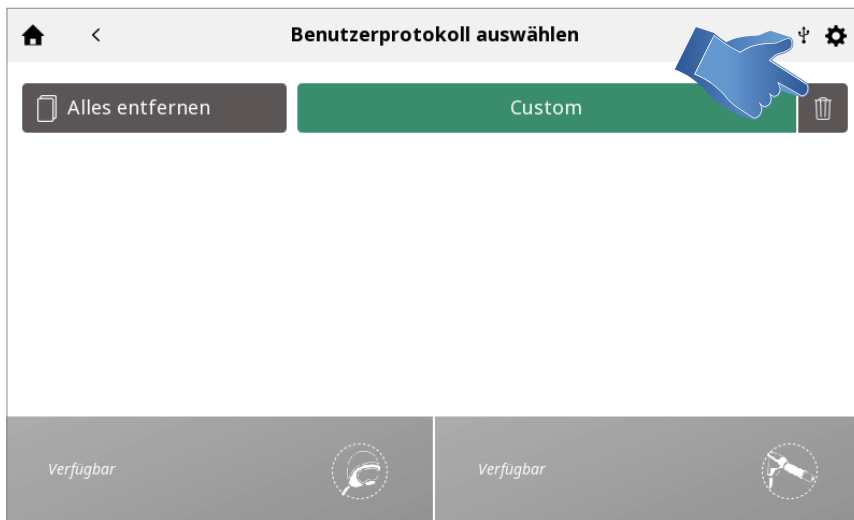 Benutzerprotokoll auswählen
Alles entfernen
Custom
Verfügbar
Verfügbar